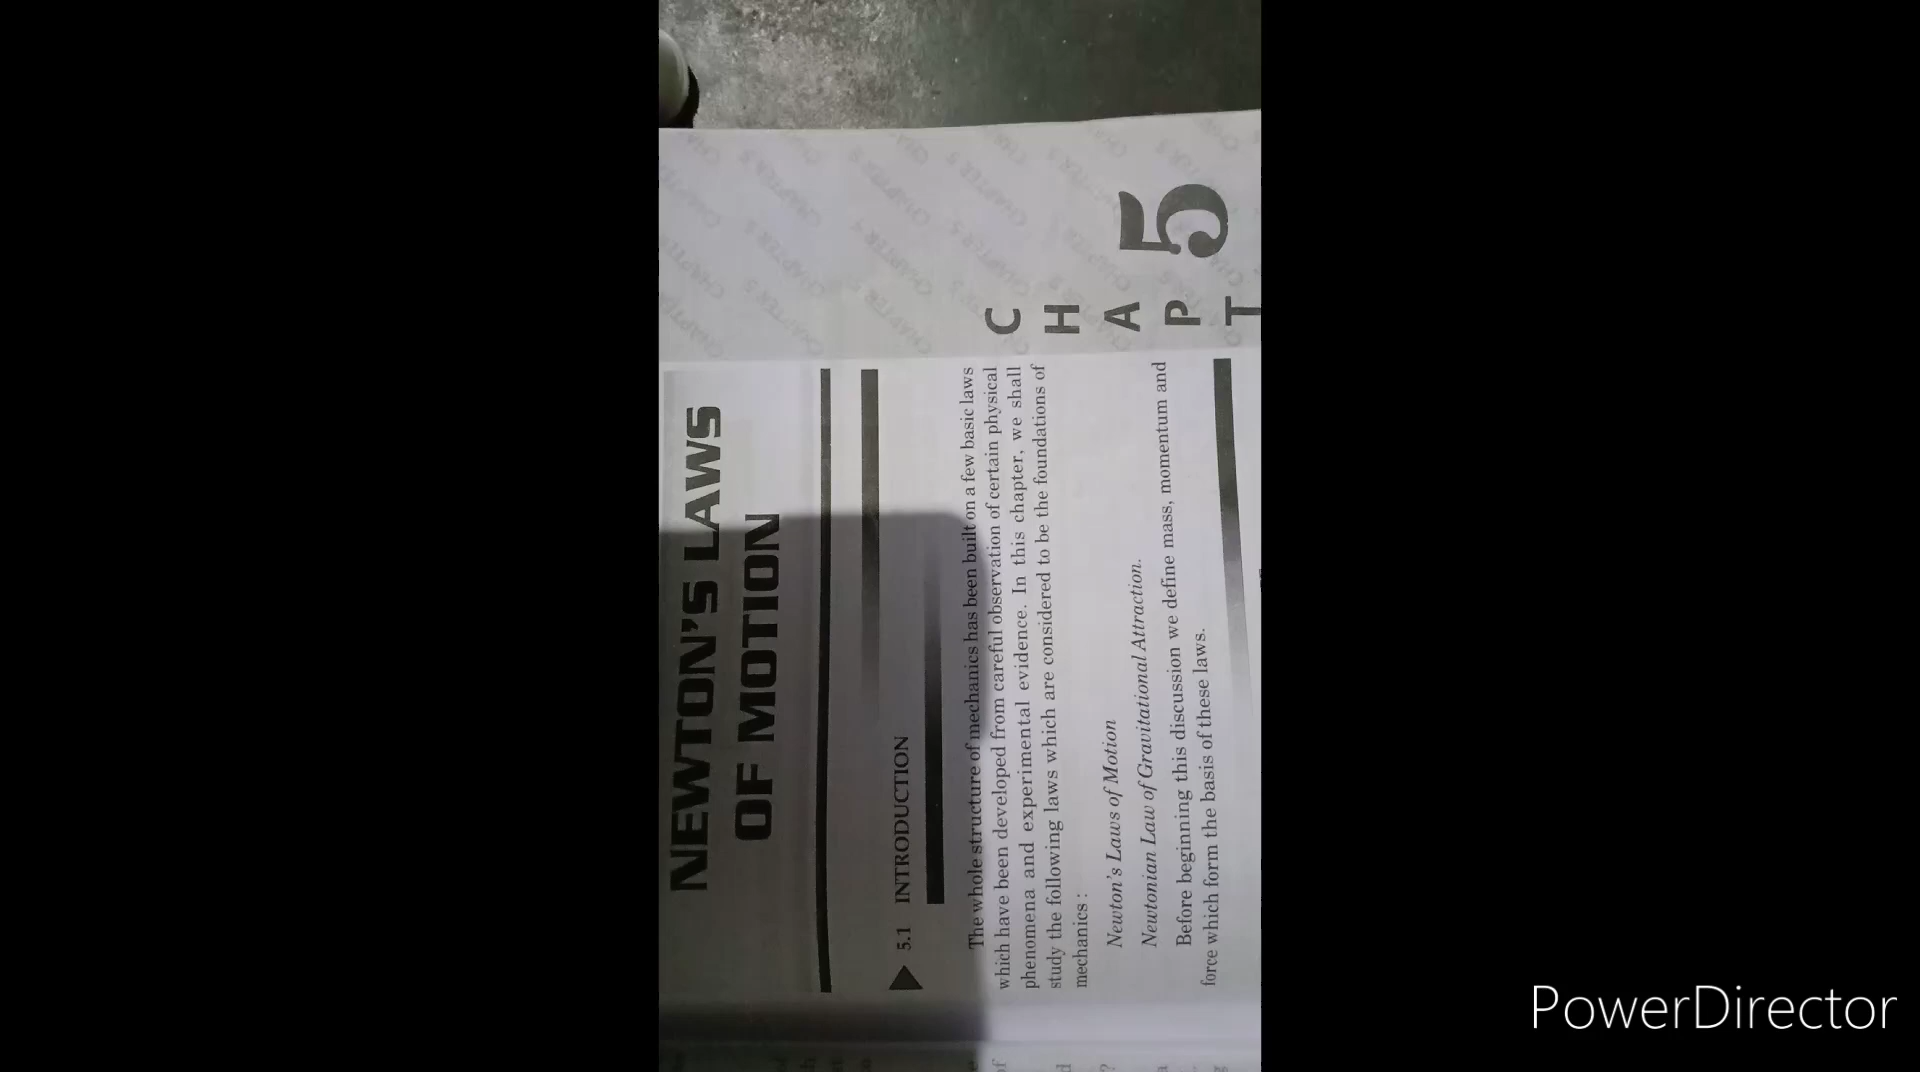 NEWTON'S LAWS
OF MOTION
5.1 INTRODUCTION
The whole structure of mechanics has been built on a few basic laws
which have been developed from careful observation of certain physical
phenomena and experimental evidence. In this chapter, we shall
study the following laws which are considered to be the foundations of
mechanics :
Newton's Laws of Motion
Newtonian Law of Gravitational Attraction.
Before beginning this discussion we define mass, momentum and
force which form the basis of these laws.
C
H
A
P
T
5
PowerDirector